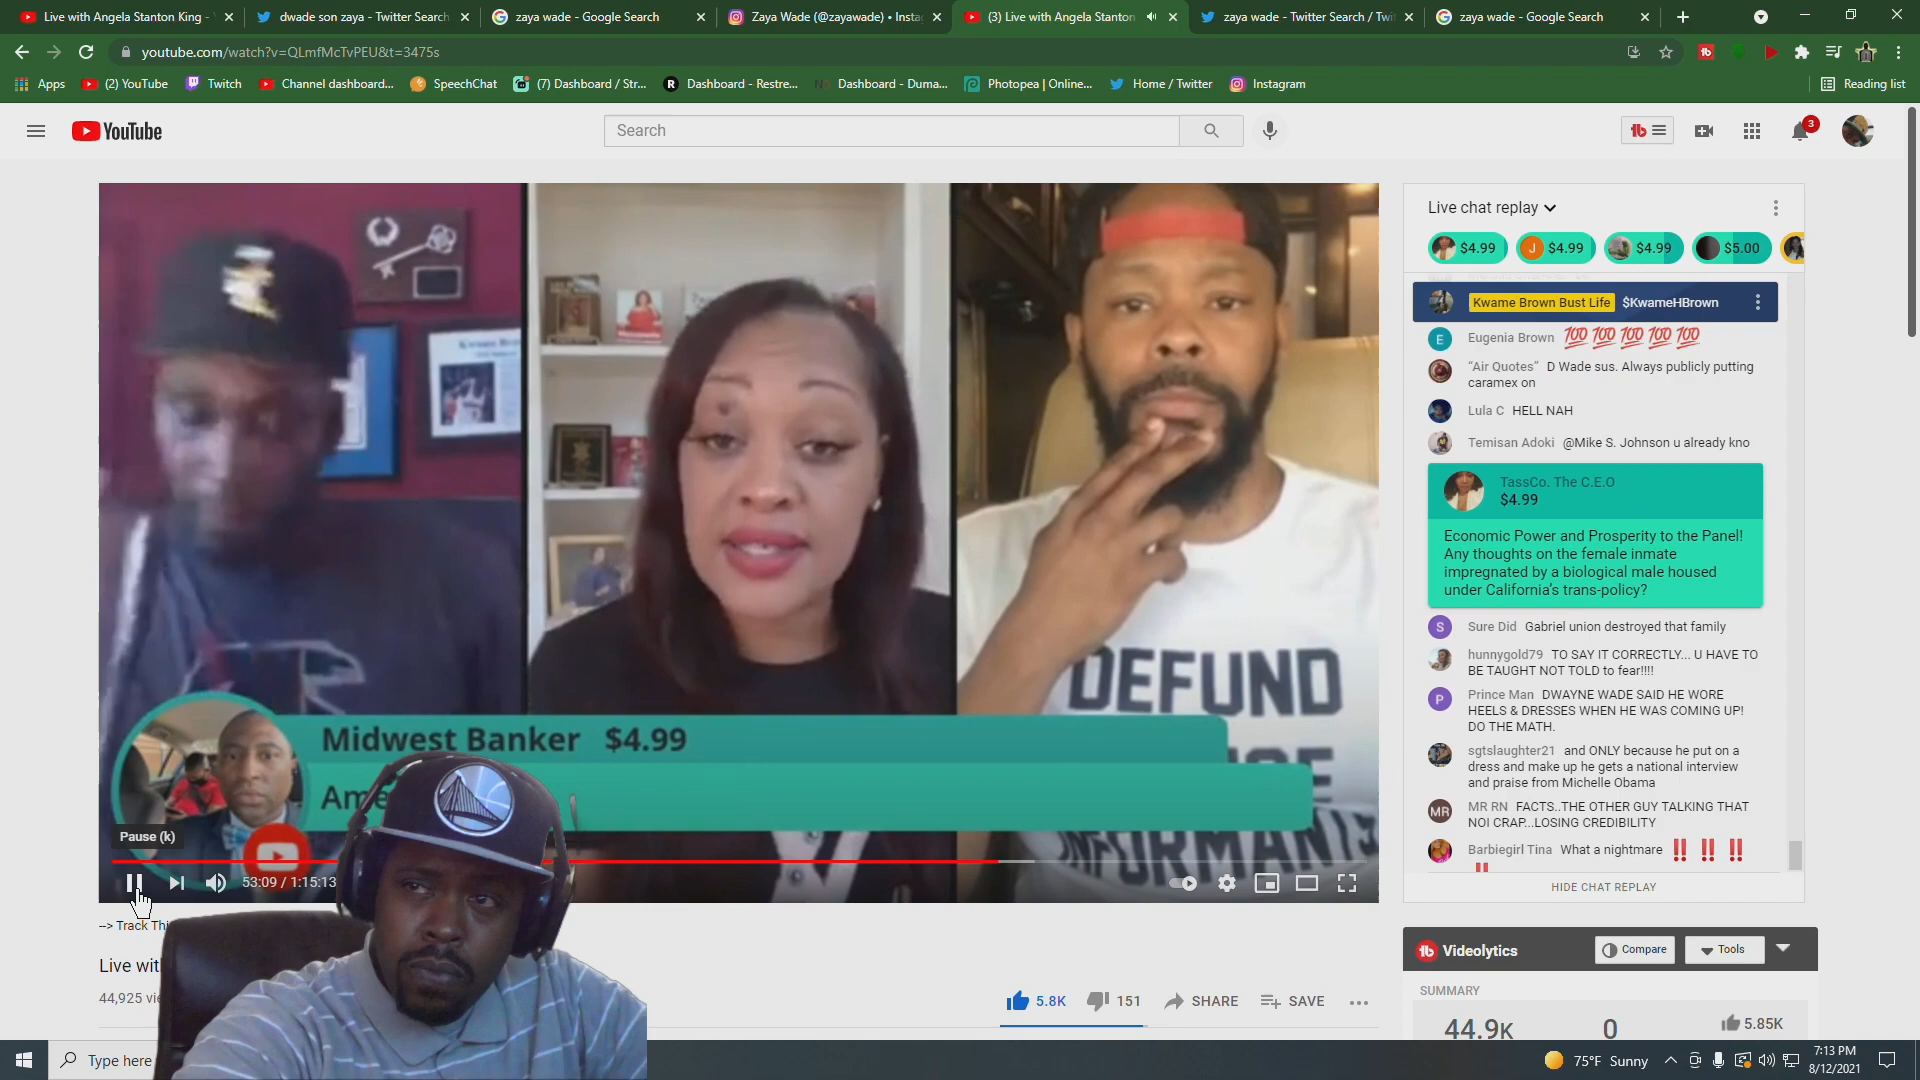 Live with Angela Stanton King -
dwade son zaya - Twitter Search
zaya wade - Google Search
Zaya Wade (@zayawade) • Insta
(3) Live with Angela Stanton
zaya wade - Twitter Search / Twi
zaya wade - Google Search
youtube.com/watch?v=QLmfMcTvPEU&t=3475s
Apps
(2) YouTube
Twitch
Channel dashboard...
SpeechChat
(7) Dashboard / Str...
Dashboard - Restre...
Dashboard - Duma...
Photopea | Online...
Home / Twitter
Instagram
Reading list
YouTube
Search
3
Live chat replay
$4.99
J $4.99
$4.99
$5.00
Kwame Brown Bust Life $KwameHBrown
E Eugenia Brown 💯💯💯💯💯
"Air Quotes" D Wade sus. Always publicly putting
caramex on
Lula C HELL NAH
Temisan Adoki @Mike S. Johnson u already kno
TassCo. The C.E.O
$4.99
Economic Power and Prosperity to the Panel!
Any thoughts on the female inmate
impregnated by a biological male housed
under California's trans-policy?
S Sure Did Gabriel union destroyed that family
hunnygold79 TO SAY IT CORRECTLY... U HAVE TO
BE TAUGHT NOT TOLD to fear!!!!
P Prince Man DWAYNE WADE SAID HE WORE
HEELS & DRESSES WHEN HE WAS COMING UP!
DO THE MATH.
sgtslaughter21 and ONLY because he put on a
dress and make up he gets a national interview
and praise from Michelle Obama
MR MR RN FACTS..THE OTHER GUY TALKING THAT
NOI CRAP...LOSING CREDIBILITY
Barbiegirl Tina What a nightmare ‼️ ‼️ ‼️
‼️
HIDE CHAT REPLAY
DEFUND
Midwest Banker $4.99
Ame
Pause (k)
53:09 / 1:15:13
--> Track Thi
Live wit
44,925 vie
5.8K
151
SHARE
SAVE
Videolytics
Compare
Tools
SUMMARY
44.9K
0
5.85K
Type here
75°F Sunny
7:13 PM
8/12/2021